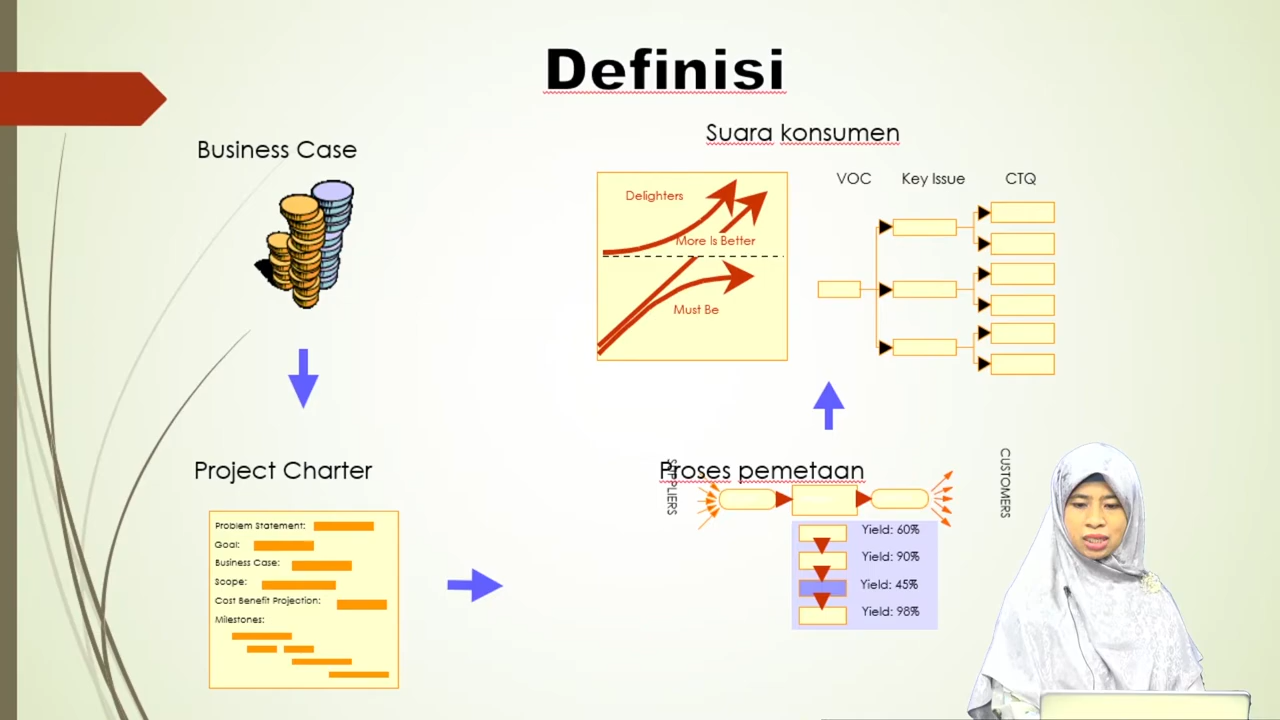 Definisi
Business Case
Suara konsumen
VOC
Key Issue
CTQ
Delighters
More Is Better
Must Be
Project Charter
Problem Statement:
Goal:
Business Case:
Scope:
Cost Benefit Projection:
Milestones:
Proses pemetaan
SUPPLIERS
CUSTOMERS
Yield: 60%
Yield: 90%
Yield: 45%
Yield: 98%